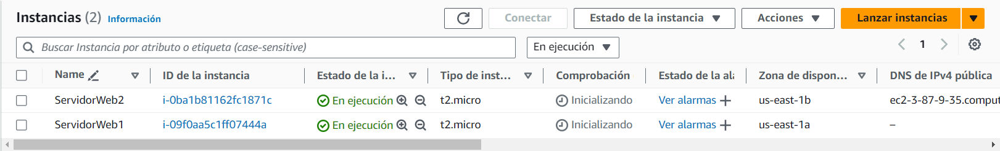 Instancias (2) Información Conectar Estado de la instancia Acciones Lanzar instancias
Buscar Instancia por atributo o etiqueta (case-sensitive) En ejecución 1
Name ID de la instancia Estado de la i... Tipo de inst... Comprobación Estado de la ala Zona de dispon... DNS de IPv4 pública
ServidorWeb2 i-0ba1b81162fc1871c En ejecución t2.micro Inicializando Ver alarmas + us-east-1b ec2-3-87-9-35.comput
ServidorWeb1 i-09f0aa5c1ff07444a En ejecución t2.micro Inicializando Ver alarmas + us-east-1a –